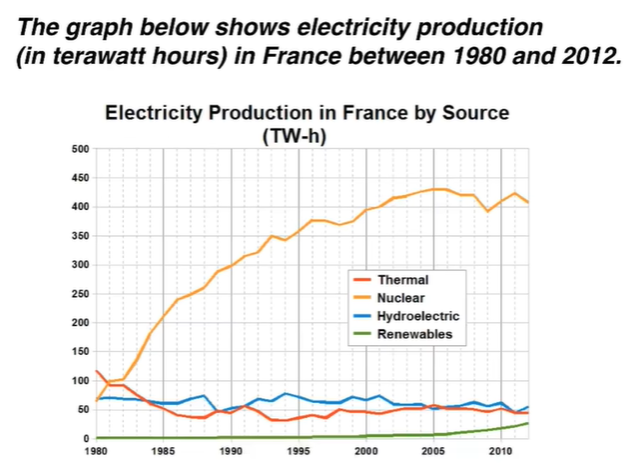 The graph below shows electricity production
(in terawatt hours) in France between 1980 and 2012.
Electricity Production in France by Source
(TW-h)
500
450
400
350
300
250
200
150
100
50
0
Thermal
Nuclear
Hydroelectric
Renewables
1980 1985 1990 1995 2000 2005 2010